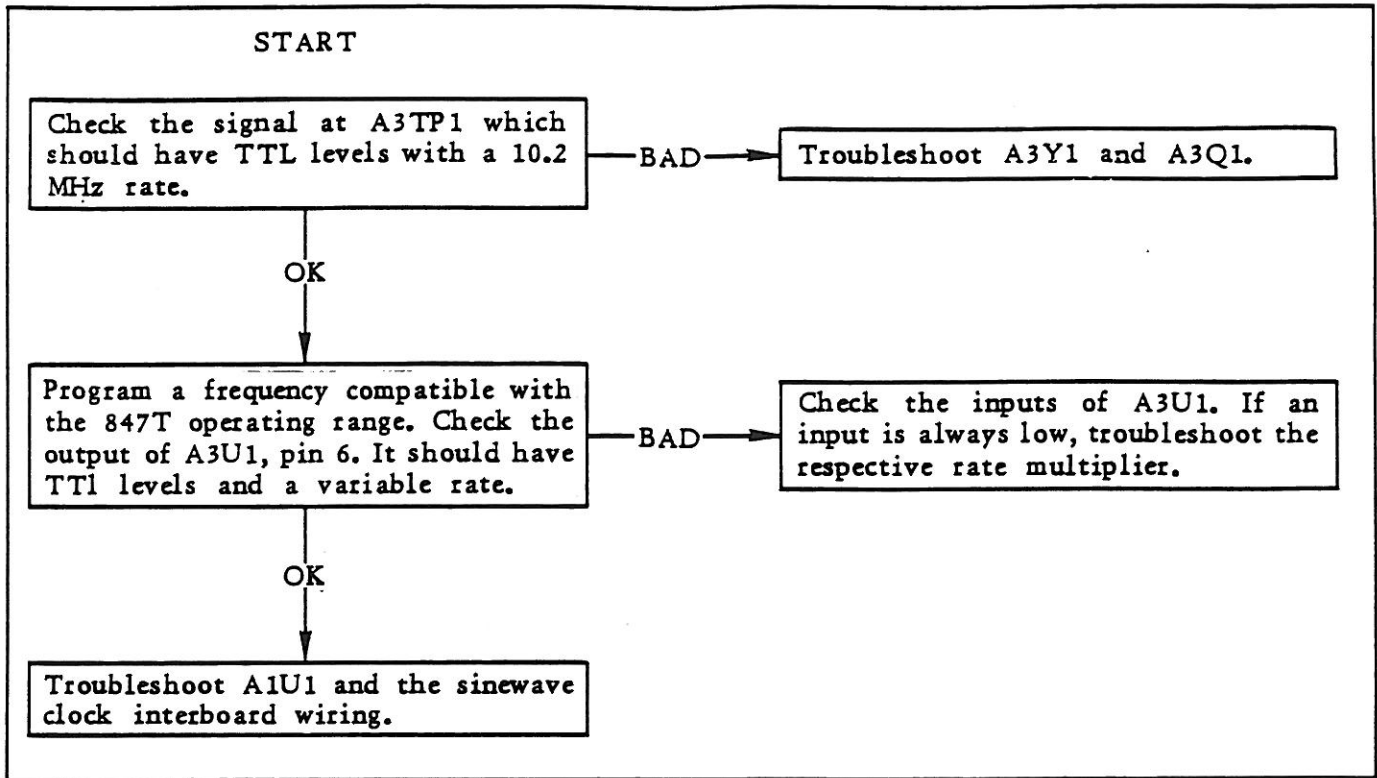 START
Check the signal at A3TP1 which
should have TTL levels with a 10.2
MHz rate.
BAD
Troubleshoot A3Y1 and A3Q1.
OK
Program a frequency compatible with
the 847T operating range. Check the
output of A3U1, pin 6. It should have
TTl levels and a variable rate.
BAD
Check the inputs of A3U1. If an
input is always low, troubleshoot the
respective rate multiplier.
OK
Troubleshoot A1U1 and the sinewave
clock interboard wiring.